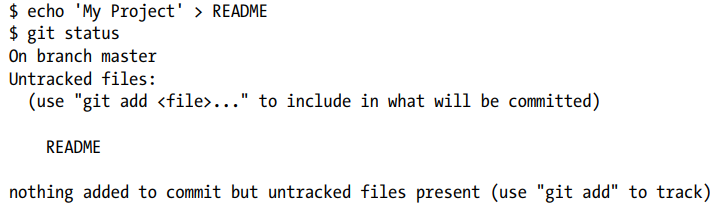 $ echo 'My Project' > README
$ git status
On branch master
Untracked files:
  (use "git add <file>..." to include in what will be committed)

    README

nothing added to commit but untracked files present (use "git add" to track)